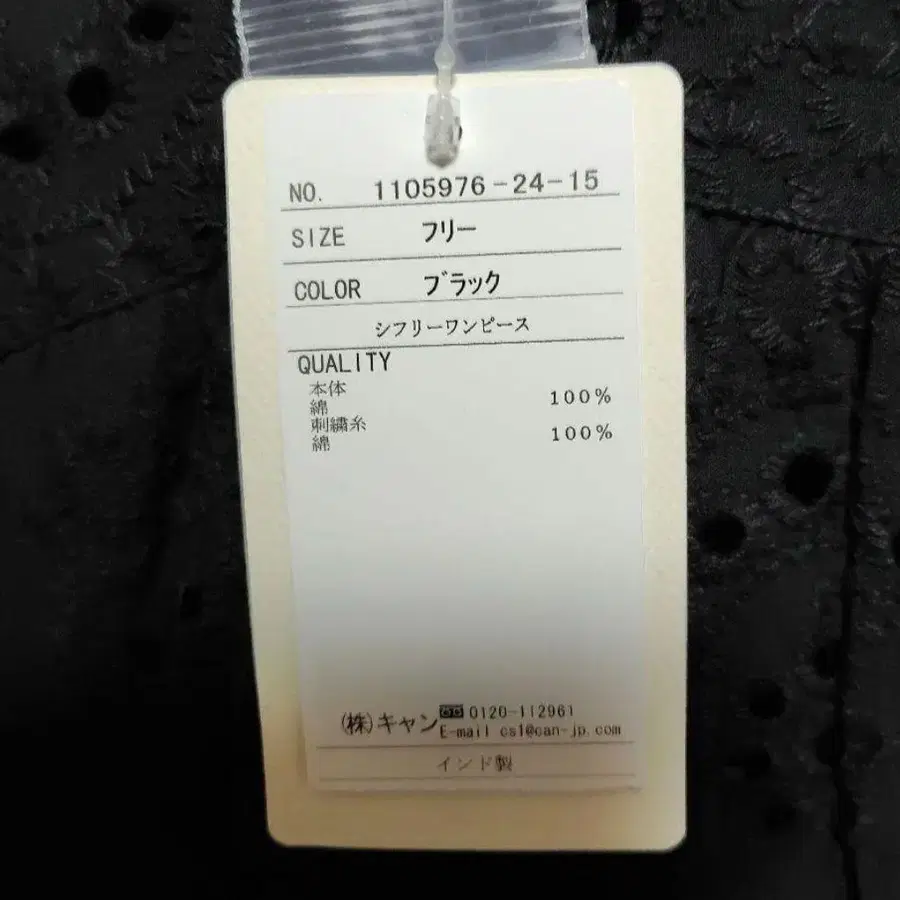 NO. 1105976-24-15
SIZE フリー
COLOR ブラック
シフリーワンピース
QUALITY
本体
綿 100%
刺繍糸
綿 100%
(株)キャン 0120-112961
E-mail csl@can-jp.com
インド製